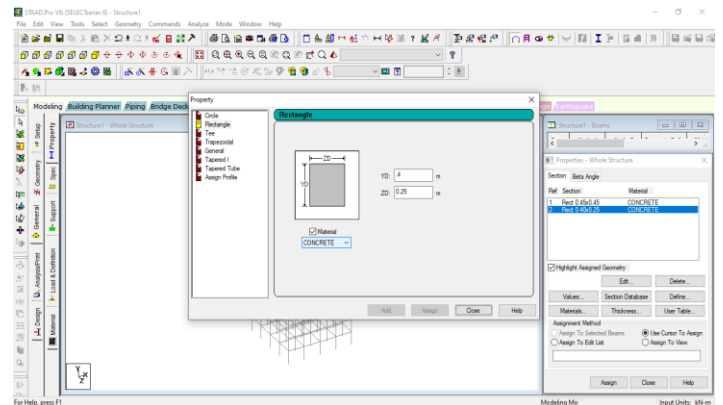 STAAD.Pro V8i (SELECTseries 6) - Structure1
File Edit View Tools Select Geometry Commands Analyze Mode Window Help
Modeling Building Planner Piping Bridge Deck Earthquake
Setup
Property
Geometry
Spec
General
Support
Analysis/Print
Load & Definition
Design
Material
Structure1 - Whole Structure
Property
Circle
Rectangle
Tee
Trapezoidal
General
Tapered I
Tapered Tube
Assign Profile
Rectangle
ZD
YD
YD: .4 m
ZD: 0.25 m
Material
CONCRETE
Add Assign Close Help
Structure1 - Beams
Properties - Whole Structure
Section Beta Angle
Ref Section Material
1 Rect 0.45x0.45 CONCRETE
2 Rect 0.40x0.25 CONCRETE
Highlight Assigned Geometry
Edit... Delete...
Values... Section Database Define...
Materials... Thickness... User Table...
Assignment Method
Assign To Selected Beams Use Cursor To Assign
Assign To Edit List Assign To View
Assign Close Help
Y
X
Z
For Help, press F1
Modeling Mo Input Units: kN-m